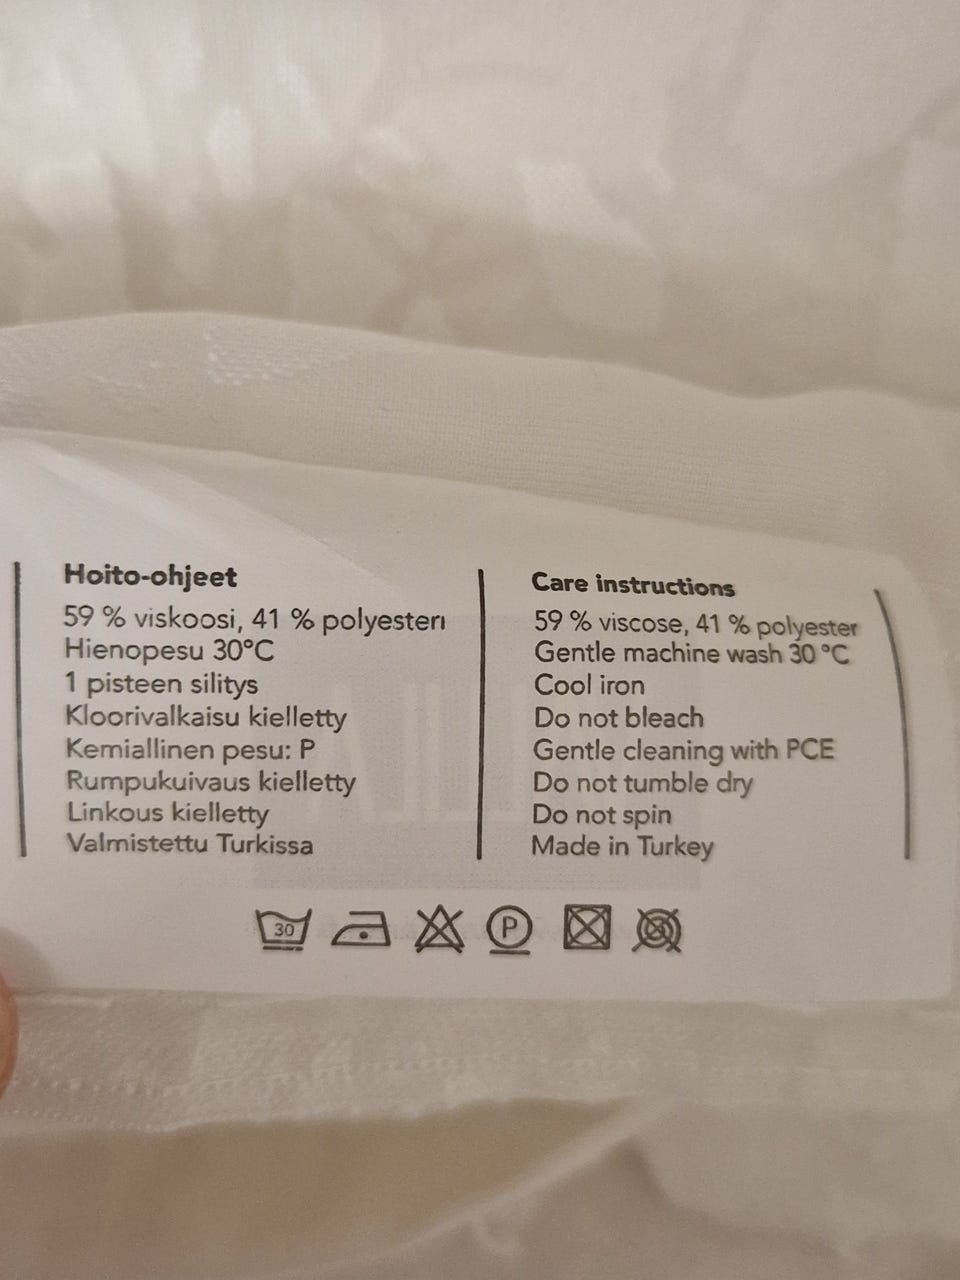 Hoito-ohjeet
59 % viskoosi, 41 % polyesteri
Hienopesu 30°C
1 pisteen silitys
Kloorivalkaisu kielletty
Kemiallinen pesu: P
Rumpukuivaus kielletty
Linkous kielletty
Valmistettu Turkissa
Care instructions
59 % viscose, 41 % polyester
Gentle machine wash 30 °C
Cool iron
Do not bleach
Gentle cleaning with PCE
Do not tumble dry
Do not spin
Made in Turkey
30 P